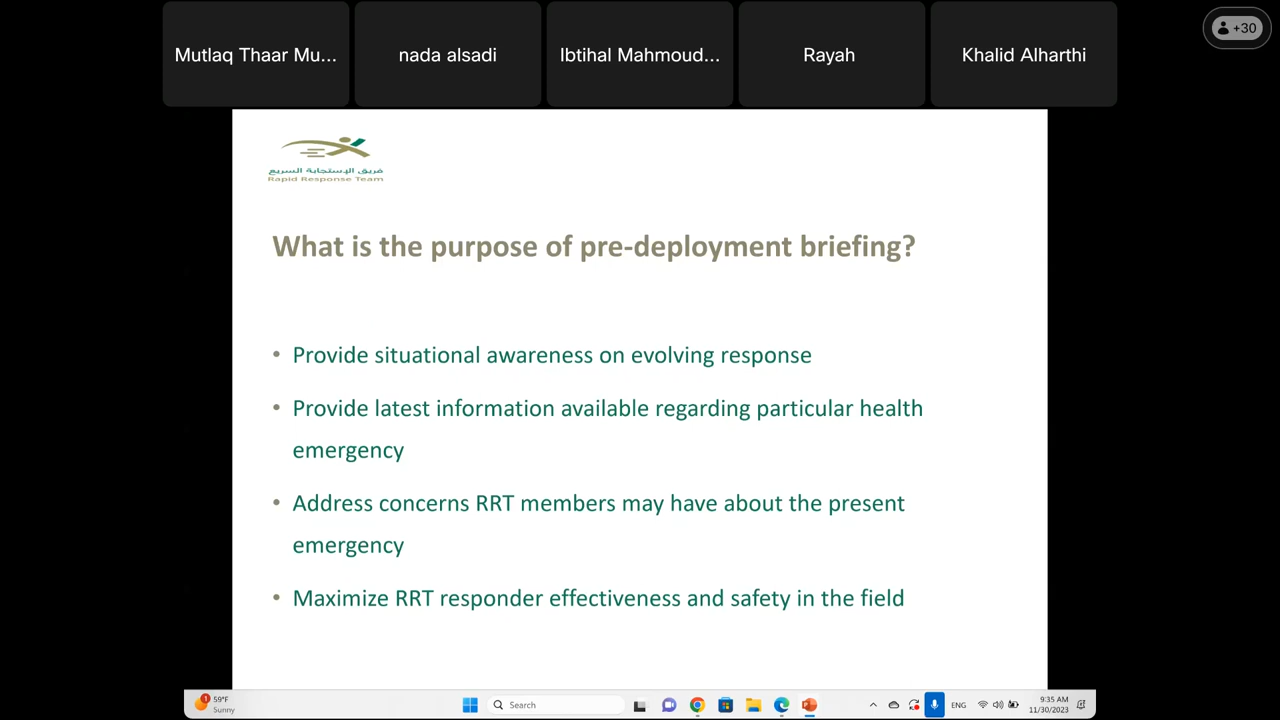 Mutlaq Thaar Mu...
nada alsadi
Ibtihal Mahmoud...
Rayah
Khalid Alharthi
+30
فريق الإستجابة السريع
Rapid Response Team
What is the purpose of pre-deployment briefing?
• Provide situational awareness on evolving response
• Provide latest information available regarding particular health
emergency
• Address concerns RRT members may have about the present
emergency
• Maximize RRT responder effectiveness and safety in the field
1
59°F
Sunny
Search
ENG
9:35 AM
11/30/2023